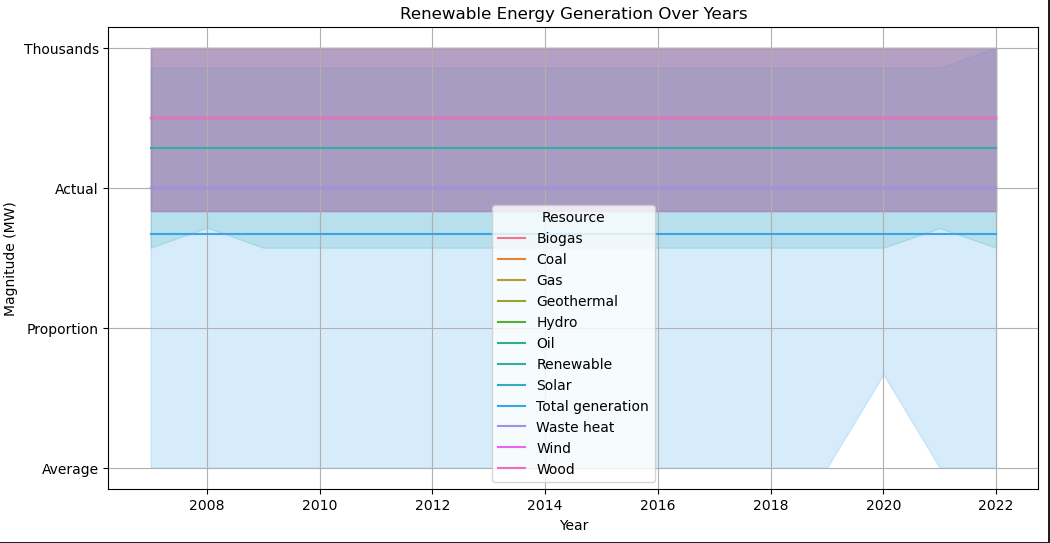 Renewable Energy Generation Over Years
Thousands
Actual
Proportion
Average
Magnitude (MW)
Resource
Biogas
Coal
Gas
Geothermal
Hydro
Oil
Renewable
Solar
Total generation
Waste heat
Wind
Wood
2008 2010 2012 2014 2016 2018 2020 2022
Year